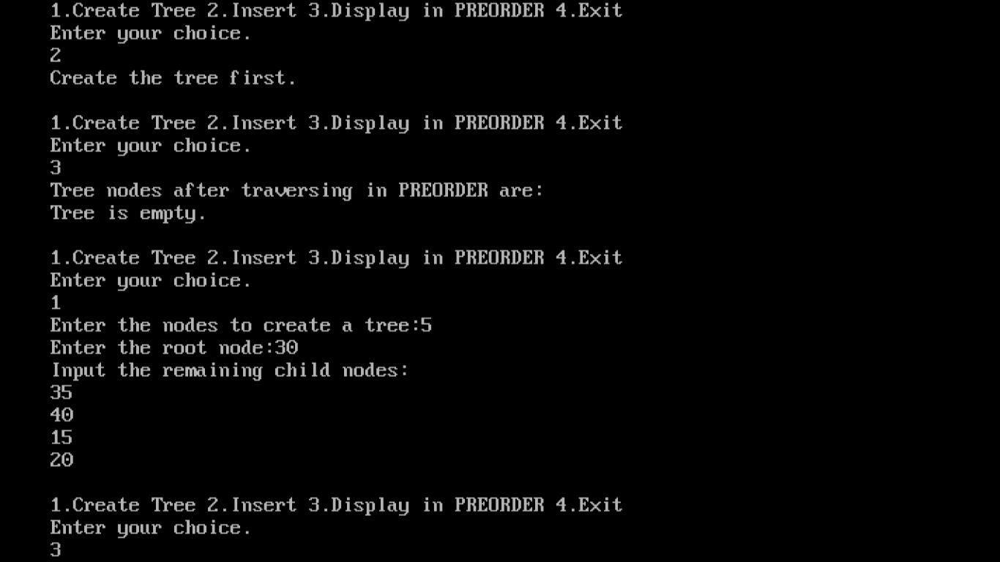 1.Create Tree 2.Insert 3.Display in PREORDER 4.Exit
Enter your choice.
2
Create the tree first.
1.Create Tree 2.Insert 3.Display in PREORDER 4.Exit
Enter your choice.
3
Tree nodes after traversing in PREORDER are:
Tree is empty.
1.Create Tree 2.Insert 3.Display in PREORDER 4.Exit
Enter your choice.
1
Enter the nodes to create a tree:5
Enter the root node:30
Input the remaining child nodes:
35
40
15
20
1.Create Tree 2.Insert 3.Display in PREORDER 4.Exit
Enter your choice.
3